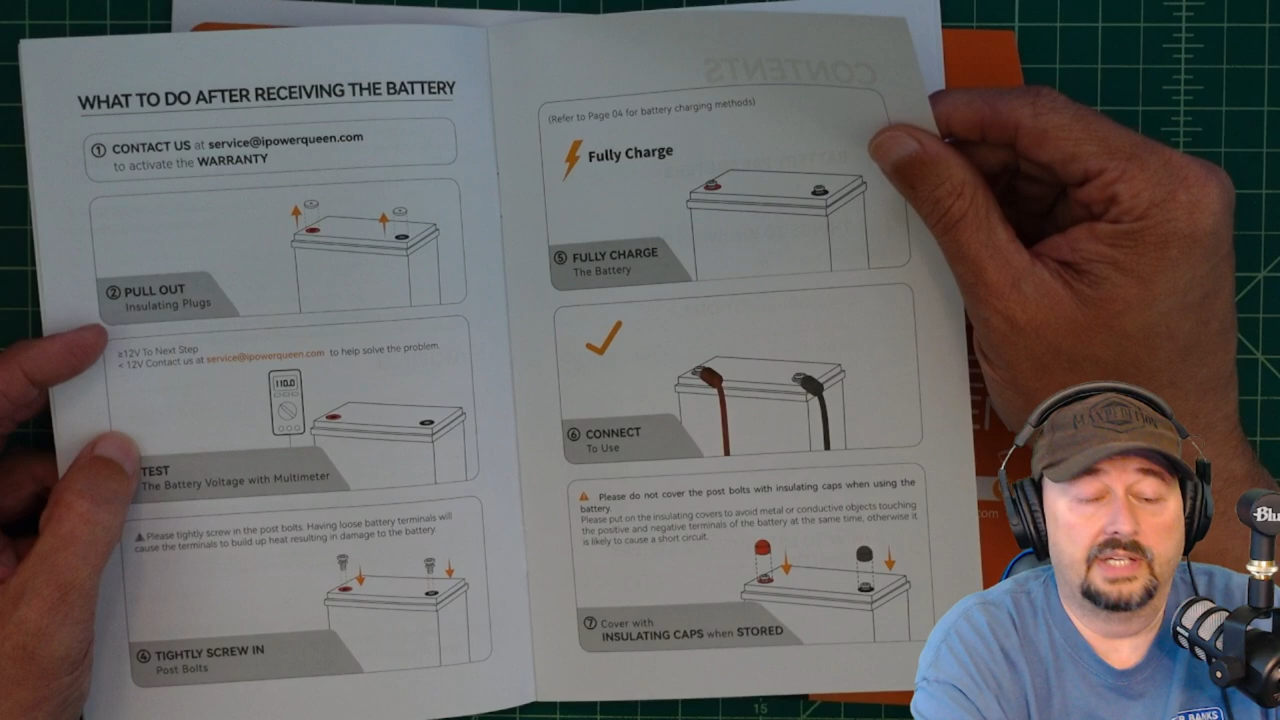 WHAT TO DO AFTER RECEIVING THE BATTERY
① CONTACT US at service@ipowerqueen.com
to activate the WARRANTY
② PULL OUT
Insulating Plugs
≥12V To Next Step
< 12V Contact us at service@ipowerqueen.com to help solve the problem.
TEST
The Battery Voltage with Multimeter
Please tightly screw in the post bolts. Having loose battery terminals will
cause the terminals to build up heat resulting in damage to the battery.
④ TIGHTLY SCREW IN
Post Bolts
CONTENTS
(Refer to Page 04 for battery charging methods)
Fully Charge
⑤ FULLY CHARGE
The Battery
⑥ CONNECT
To Use
Please do not cover the post bolts with insulating caps when using the
battery.
Please put on the insulating covers to avoid metal or conductive objects touching
the positive and negative terminals of the battery at the same time, otherwise it
is likely to cause a short circuit.
⑦ Cover with
INSULATING CAPS when STORED
15
Blu